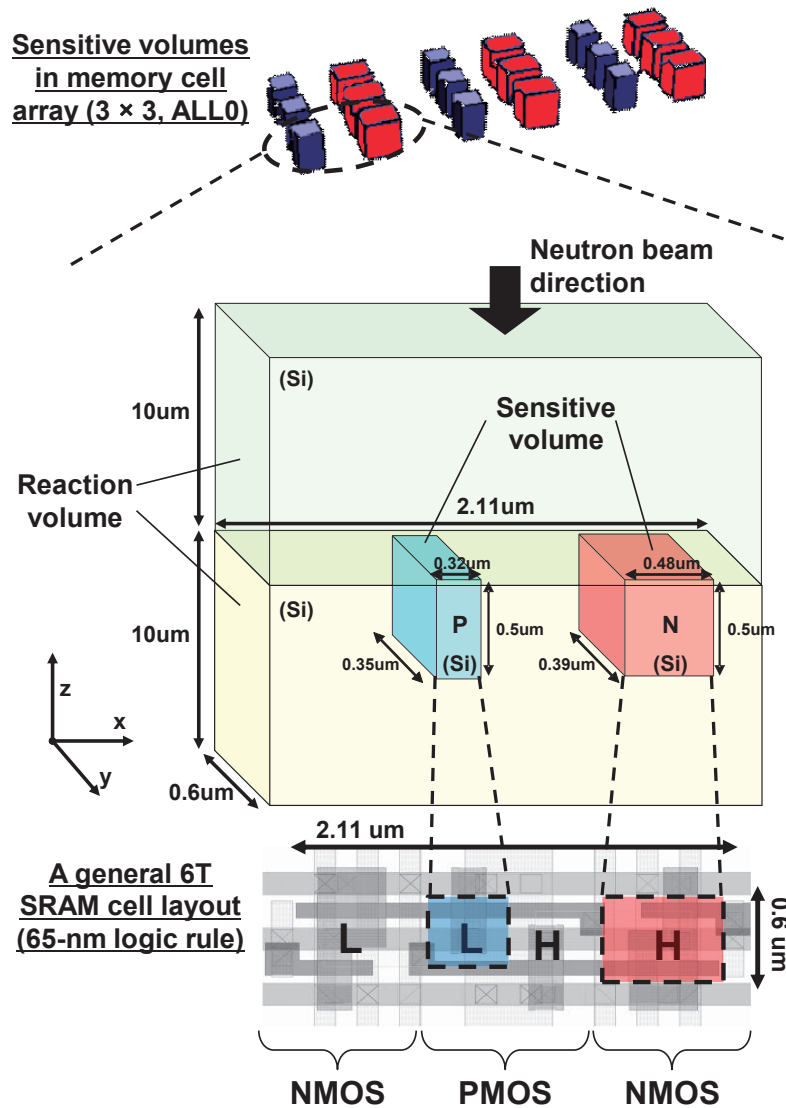 Sensitive volumes
in memory cell
array (3 × 3, ALL0)
Neutron beam
direction
(Si)
10um
Sensitive
volume
Reaction
volume
2.11um
0.32um
0.48um
(Si)
10um
P
(Si)
0.5um
N
(Si)
0.5um
0.35um
0.39um
z
x
y
0.6um
2.11 um
A general 6T
SRAM cell layout
(65-nm logic rule)
L
L
H
H
0.6 um
NMOS
PMOS
NMOS